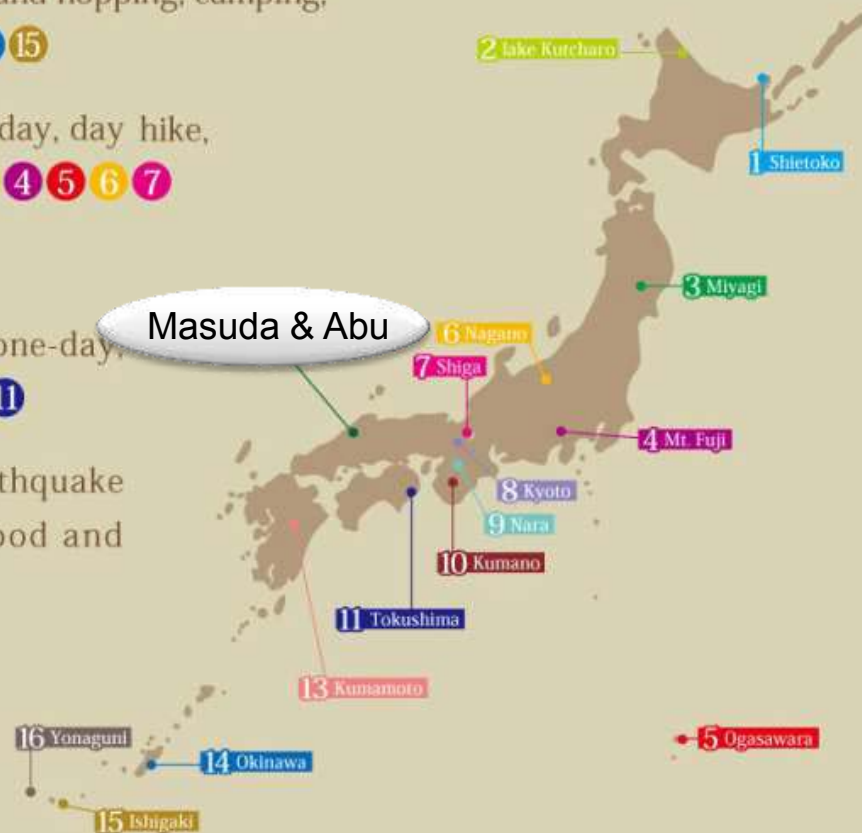 and hopping, camping,
15
day, day hike,
4 5 6 7
one-day,
11
thquake
ood and
Masuda & Abu
2 lake Kutcharo
1 Shietoko
3 Miyagi
6 Nagano
7 Shiga
4 Mt. Fuji
8 Kyoto
9 Nara
10 Kumano
11 Tokushima
13 Kumamoto
16 Yonaguni
14 Okinawa
5 Ogasawara
15 Ishigaki